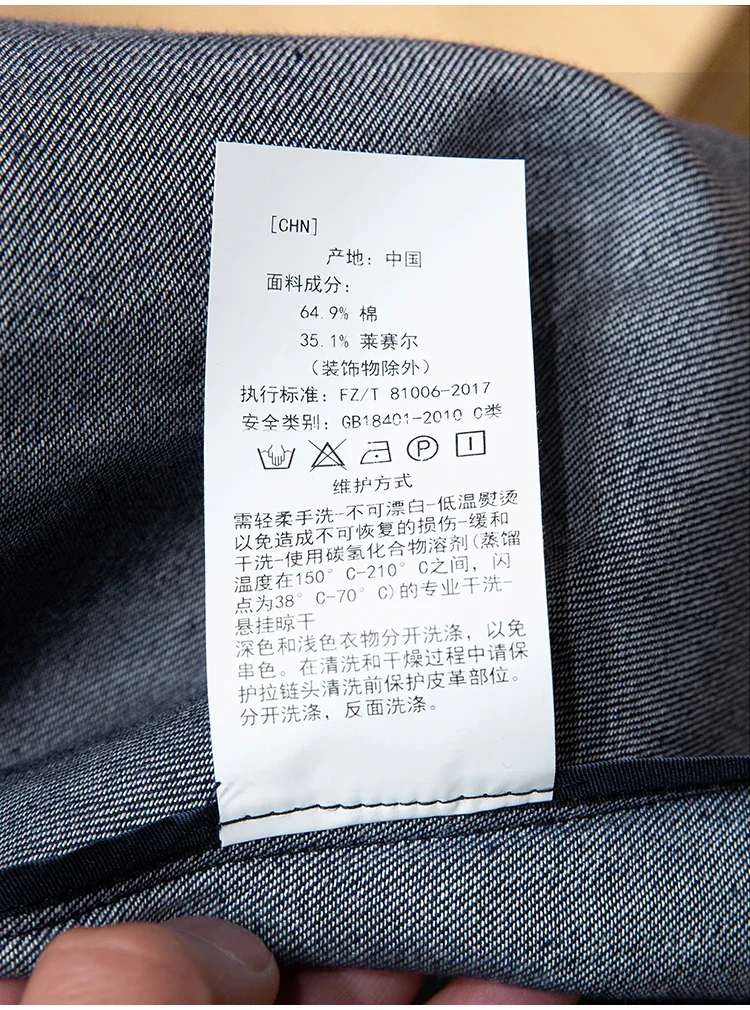 [CHN]
产地: 中国
面料成分:
64.9% 棉
35.1% 莱赛尔
(装饰物除外)
执行标准: FZ/T 81006-2017
安全类别: GB18401-2010 C类
P
维护方式
需轻柔手洗-不可漂白-低温熨烫
以免造成不可恢复的损伤-缓和
干洗-使用碳氢化合物溶剂(蒸馏
温度在150° C-210° C之间, 闪
点为38° C-70° C)的专业干洗-
悬挂晾干
深色和浅色衣物分开洗涤, 以免
串色。在清洗和干燥过程中请保
护拉链头清洗前保护皮革部位。
分开洗涤, 反面洗涤。